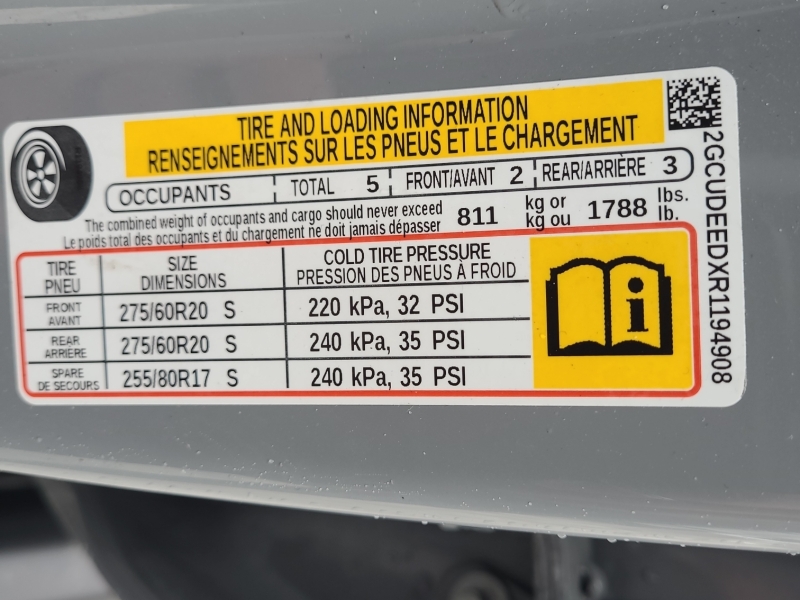 TIRE AND LOADING INFORMATION
RENSEIGNEMENTS SUR LES PNEUS ET LE CHARGEMENT
OCCUPANTS TOTAL 5 FRONT/AVANT 2 REAR/ARRIÈRE 3
The combined weight of occupants and cargo should never exceed 811 kg or 1788 lbs.
Le poids total des occupants et du chargement ne doit jamais dépasser kg ou lb.
TIRE SIZE COLD TIRE PRESSURE
PNEU DIMENSIONS PRESSION DES PNEUS À FROID
FRONT
AVANT 275/60R20 S 220 kPa, 32 PSI
REAR
ARRIÈRE 275/60R20 S 240 kPa, 35 PSI
SPARE
DE SECOURS 255/80R17 S 240 kPa, 35 PSI
2GCUDEEDXR1194908